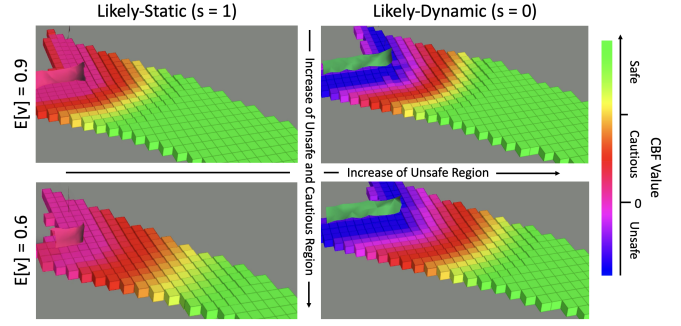 Likely-Static (s = 1)
Likely-Dynamic (s = 0)
E[v] = 0.9
E[v] = 0.6
Increase of Unsafe and Cautious Region
Increase of Unsafe Region
Safe
Cautious
0
Unsafe
CBF Value